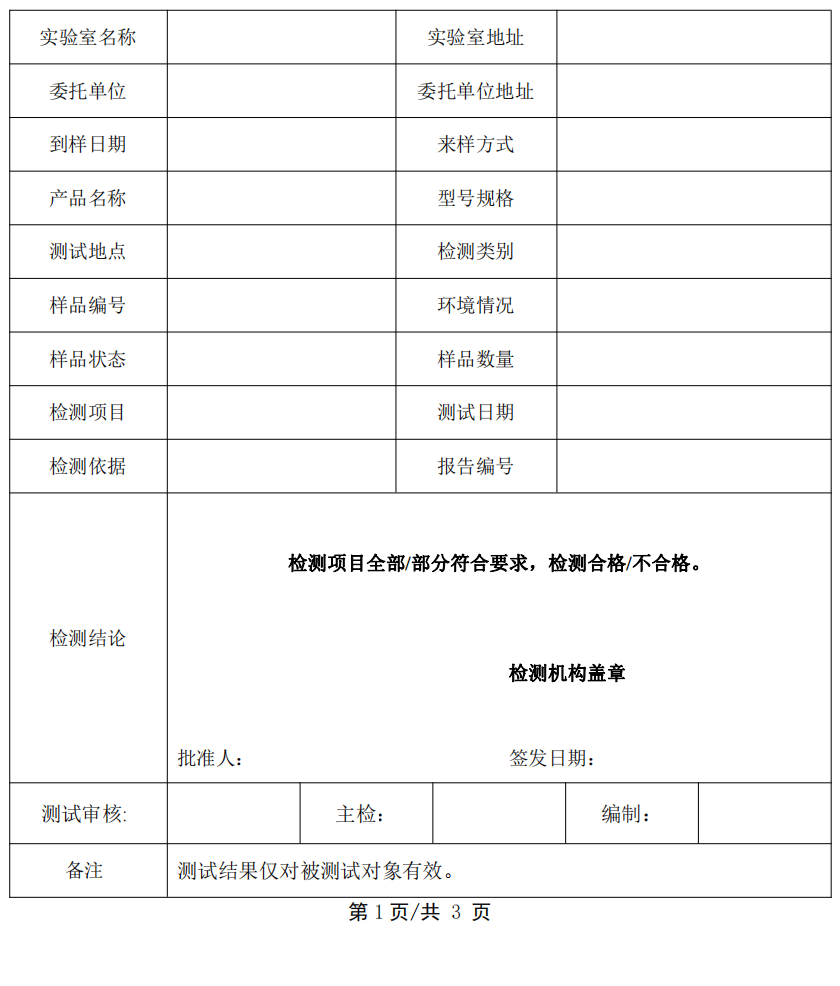 实验室名称 实验室地址
委托单位 委托单位地址
到样日期 来样方式
产品名称 型号规格
测试地点 检测类别
样品编号 环境情况
样品状态 样品数量
检测项目 测试日期
检测依据 报告编号
检测项目全部/部分符合要求，检测合格/不合格。
检测结论
检测机构盖章
批准人： 签发日期：
测试审核: 主检： 编制：
备注 测试结果仅对被测试对象有效。
第 1 页/共 3 页